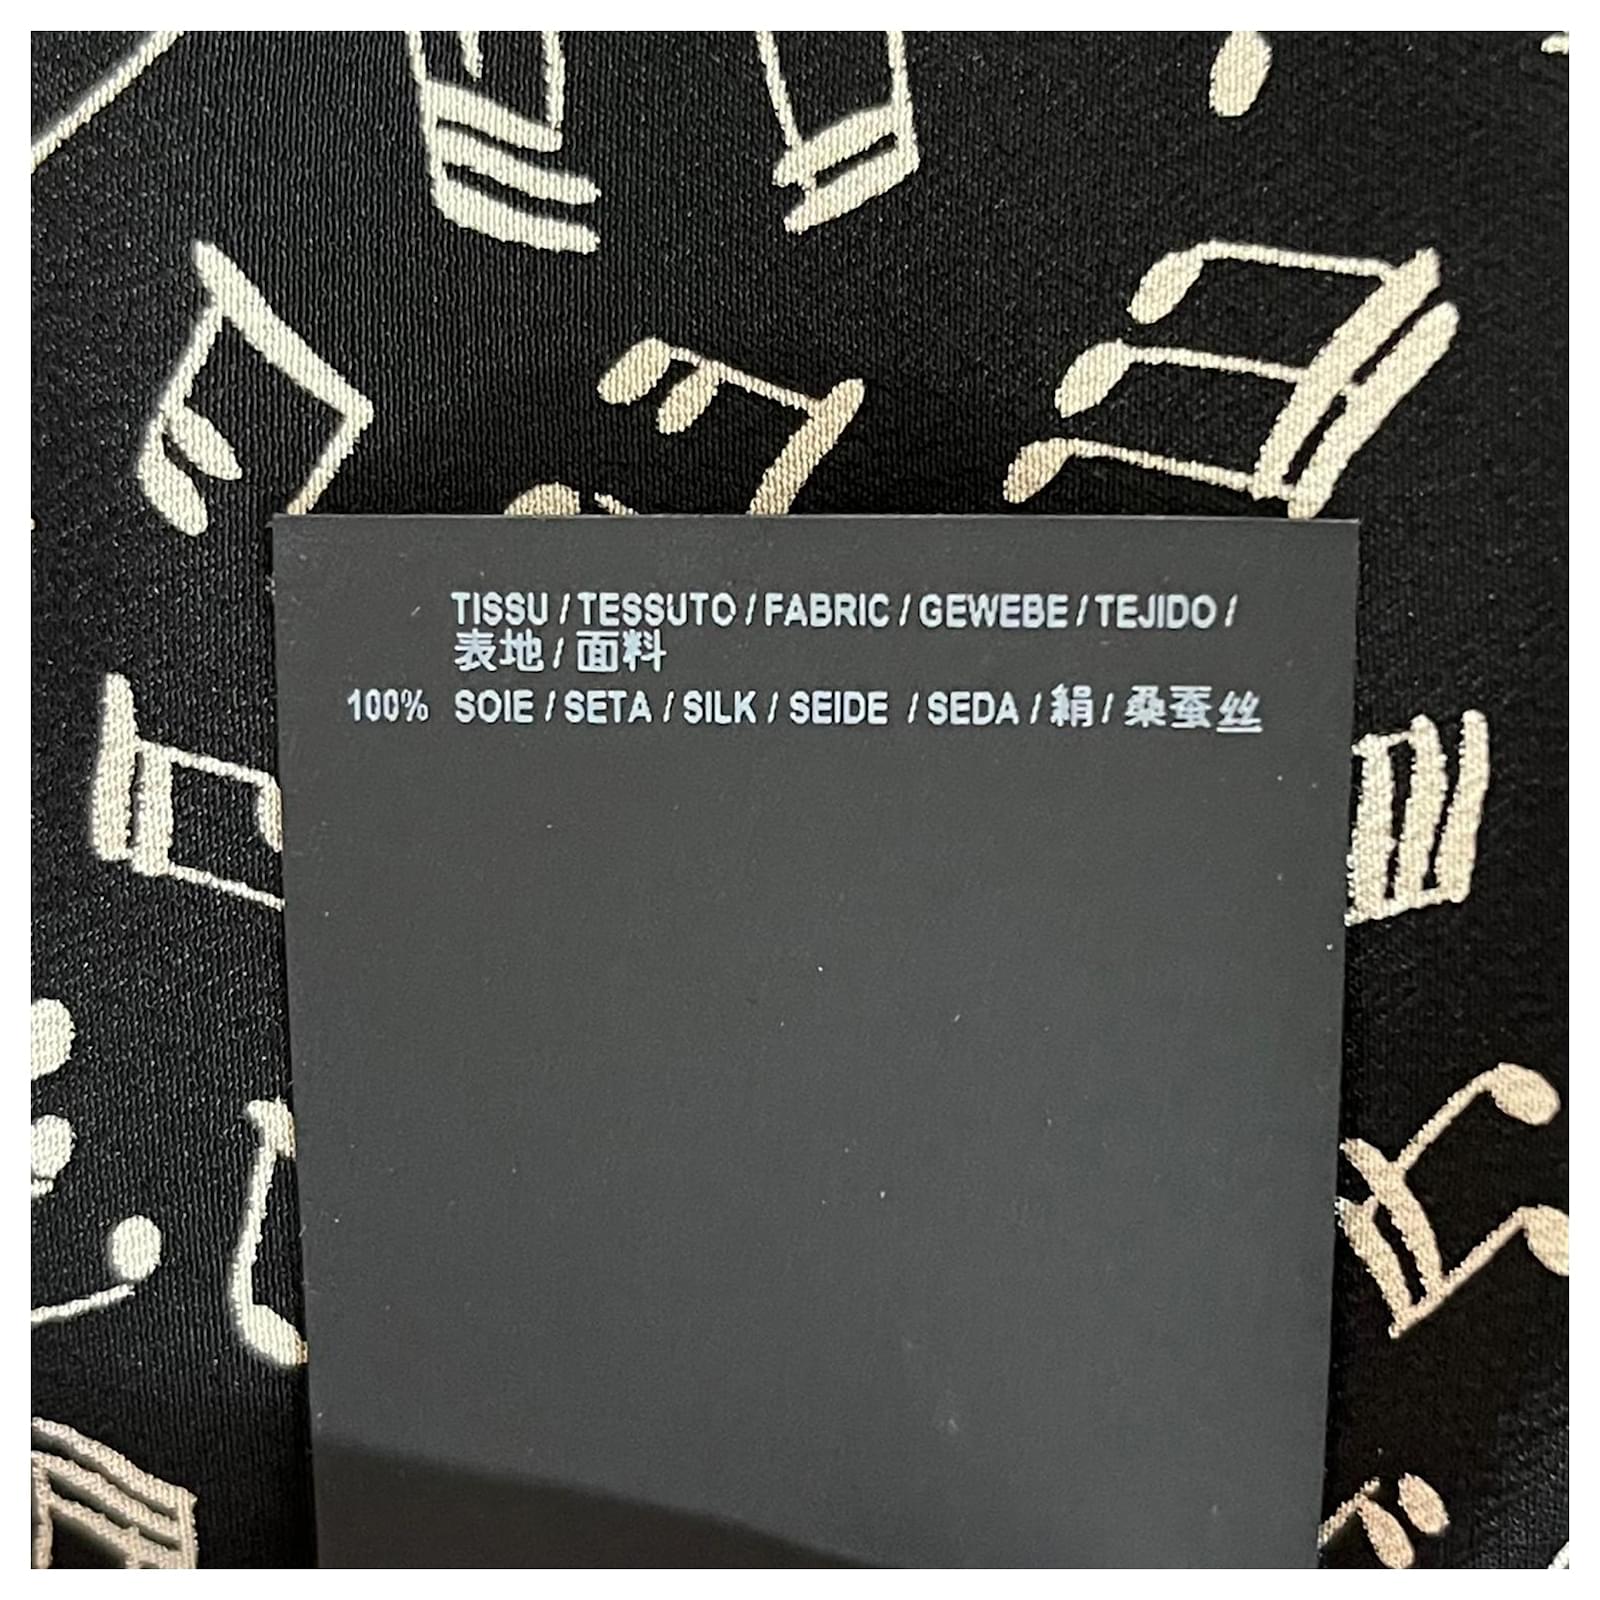 TISSU / TESSUTO / FABRIC / GEWEBE / TEJIDO /
表地 / 面料
100% SOIE / SETA / SILK / SEIDE / SEDA / 絹 / 桑蚕丝